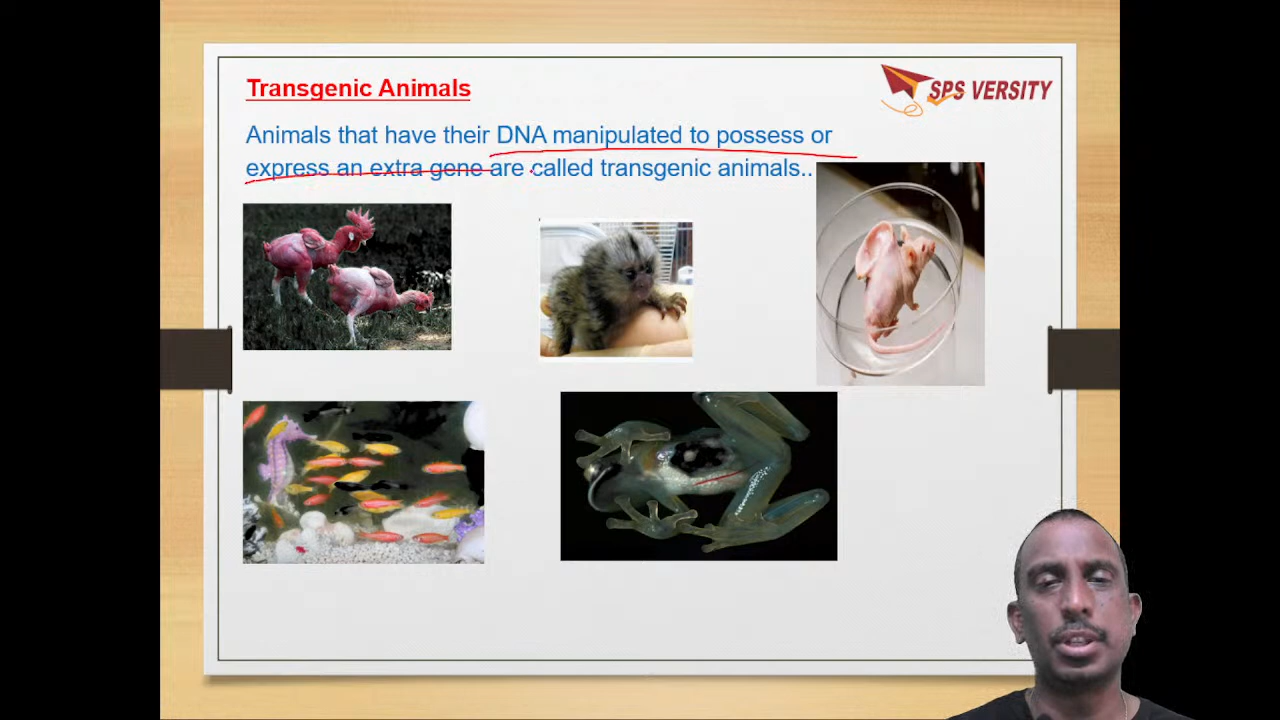 Transgenic Animals
SPS VERSITY
Animals that have their DNA manipulated to possess or
express an extra gene are called transgenic animals..